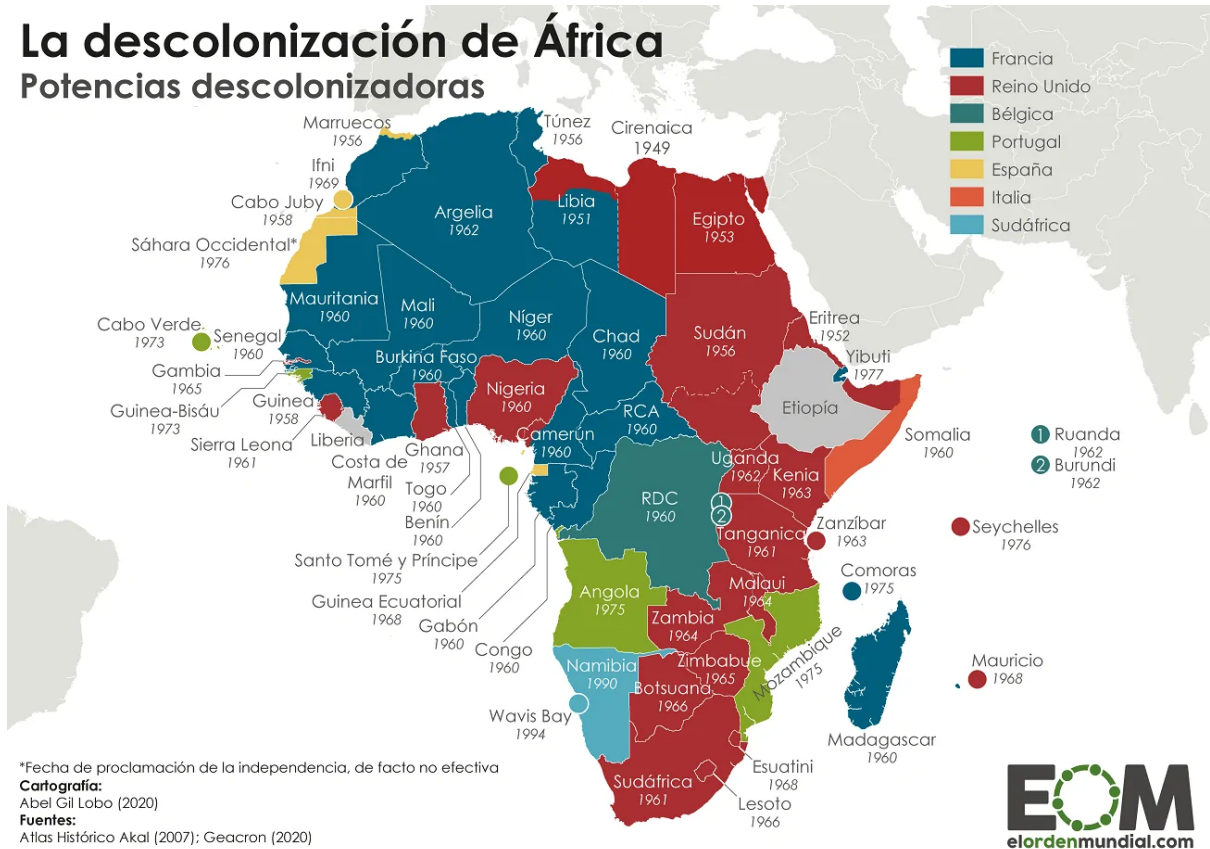 La descolonización de África
Potencias descolonizadoras
Francia
Reino Unido
Bélgica
Portugal
España
Italia
Sudáfrica
Marruecos
1956
Túnez
1956
Cirenaica
1949
Ifni
1969
Cabo Juby
1958
Sáhara Occidental*
1976
Argelia
1962
Libia
1951
Egipto
1953
Mauritania
1960
Mali
1960
Níger
1960
Chad
1960
Sudán
1956
Eritrea
1952
Yibuti
1977
Cabo Verde
1973
Senegal
1960
Gambia
1965
Guinea-Bisáu
1973
Guinea
1958
Sierra Leona
1961
Liberia
Burkina Faso
1960
Nigeria
1960
Costa de
Marfil
1960
Ghana
1957
Togo
1960
Benín
1960
Camerún
1960
RCA
1960
Etiopía
Somalia
1960
Santo Tomé y Príncipe
1975
Guinea Ecuatorial
1968
Gabón
1960
Congo
1960
RDC
1960
Uganda
1962
Kenia
1963
1
2
1 Ruanda
1962
2 Burundi
1962
Tanganica
1961
Zanzíbar
1963
Seychelles
1976
Comoras
1975
Angola
1975
Zambia
1964
Malaui
1964
Mozambique
1975
Namibia
1990
Zimbabue
1965
Botsuana
1966
Wavis Bay
1994
Madagascar
1960
Mauricio
1968
Sudáfrica
1961
Esuatini
1968
Lesoto
1966
*Fecha de proclamación de la independencia, de facto no efectiva
Cartografía:
Abel Gil Lobo (2020)
Fuentes:
Atlas Histórico Akal (2007); Geacron (2020)
EOM
elordenmundial.com